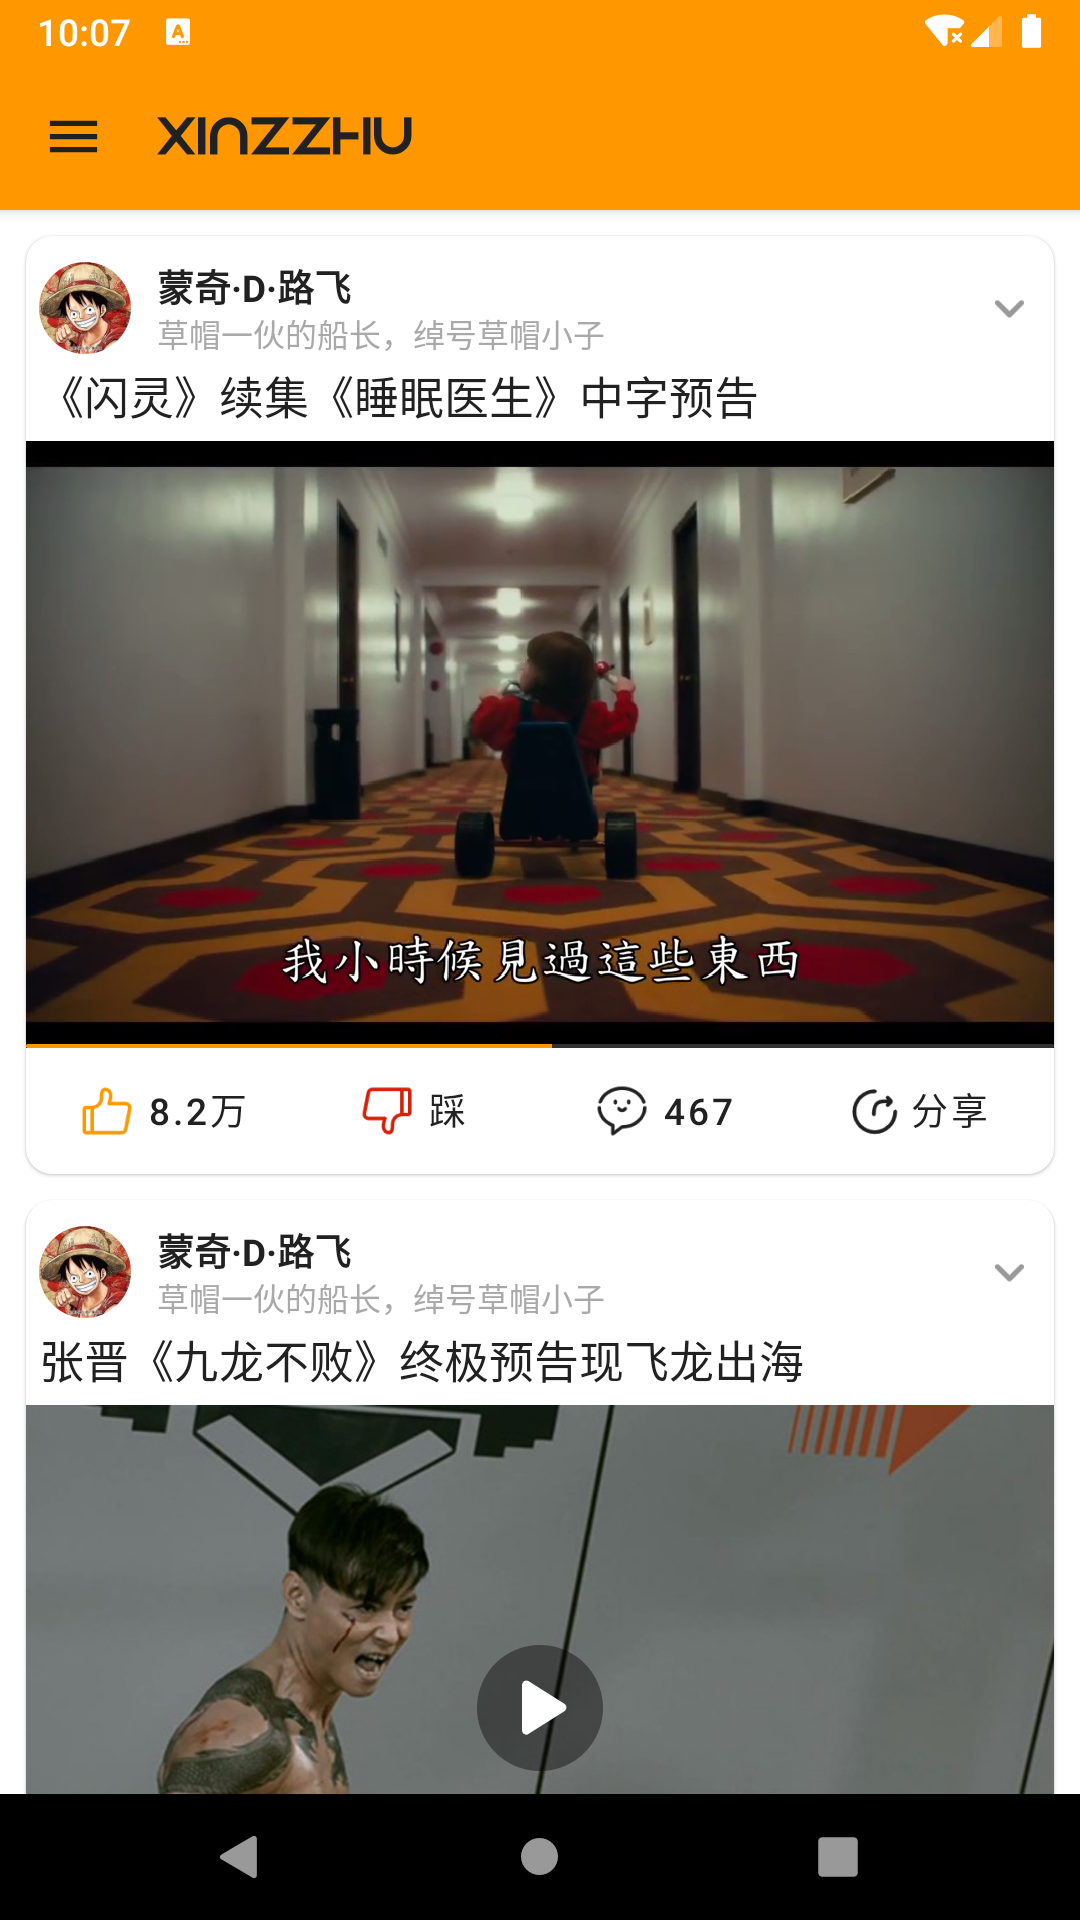 10:07
XINZZHU
蒙奇·D·路飞
草帽一伙的船长，绰号草帽小子
《闪灵》续集《睡眠医生》中字预告
我小時候見過這些東西
8.2万
踩
467
分享
蒙奇·D·路飞
草帽一伙的船长，绰号草帽小子
张晋《九龙不败》终极预告现飞龙出海